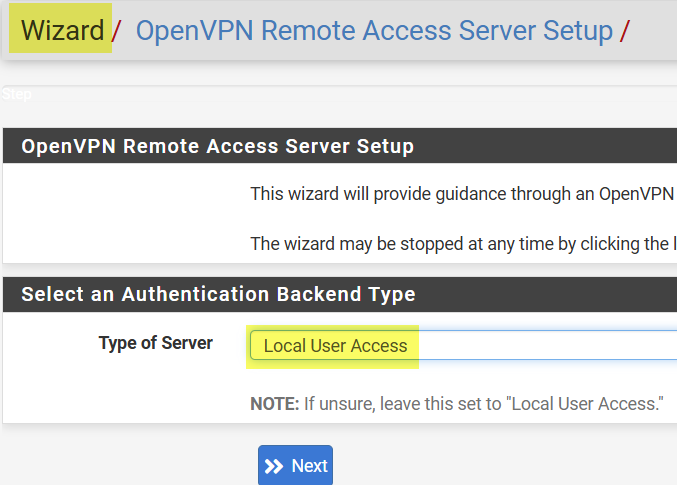 Wizard / OpenVPN Remote Access Server Setup /
Step
OpenVPN Remote Access Server Setup
This wizard will provide guidance through an OpenVPN
The wizard may be stopped at any time by clicking the
Select an Authentication Backend Type
Type of Server Local User Access
NOTE: If unsure, leave this set to "Local User Access."
Next